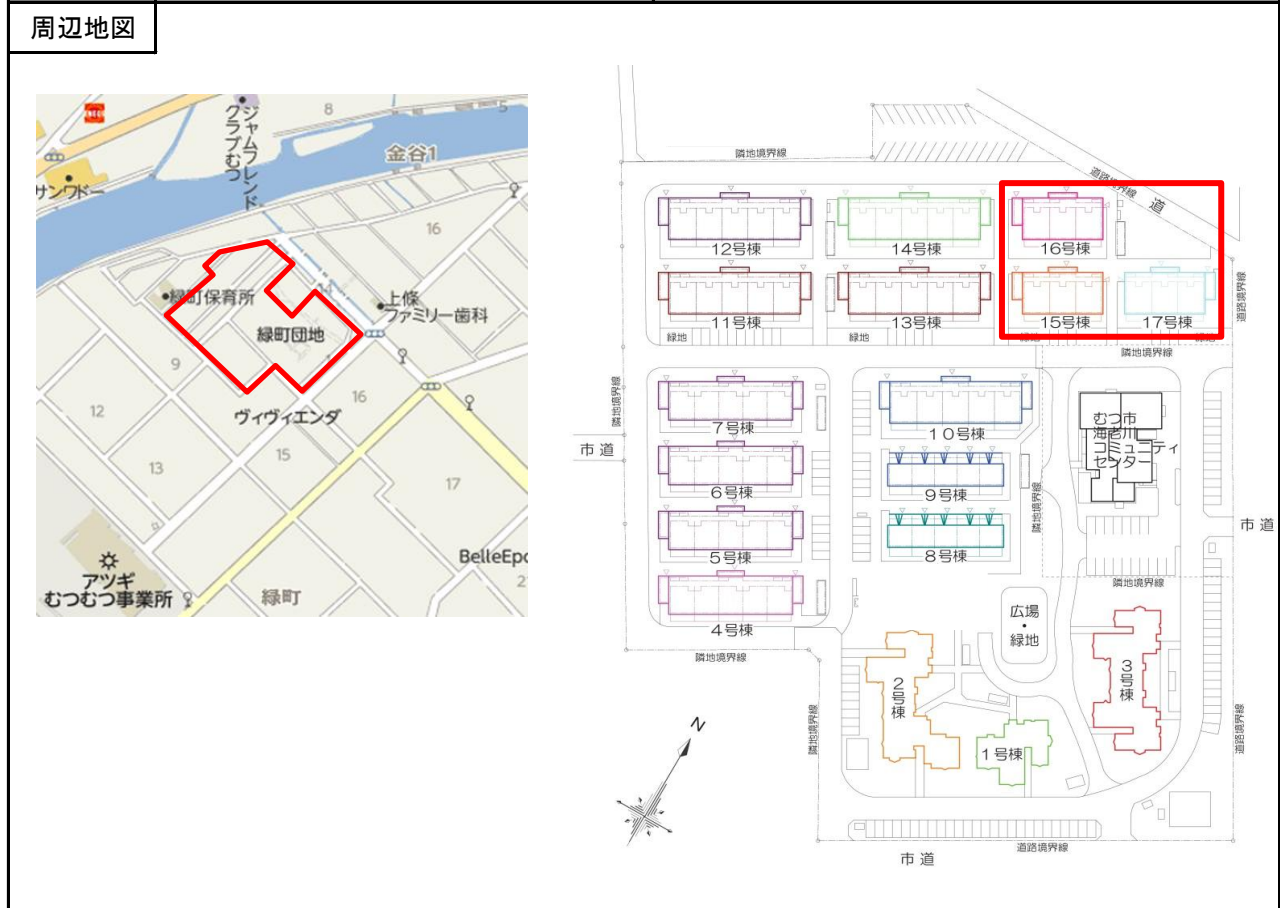 周辺地図
8
5
ジャムフレンド
クラブむつ
金谷1
サンワドー
16
緑町保育所
上條
ファミリー歯科
緑町団地
9
16
12
ヴィヴィエンダ
15
13
17
BelleEpo
アツギ
むつむつ事業所
緑町
2
隣地境界線
道路境界線
道
12号棟
14号棟
16号棟
11号棟
13号棟
15号棟
17号棟
道路境界線
緑地
緑地
緑地
緑地
隣地境界線
隣地境界線
7号棟
10号棟
むつ市
海老川
コミュニティ
センター
市道
6号棟
9号棟
隣地境界線
市道
5号棟
8号棟
隣地境界線
4号棟
広場
・
緑地
隣地境界線
2号棟
3号棟
隣地境界線
1号棟
道路境界線
N
道路境界線
市道